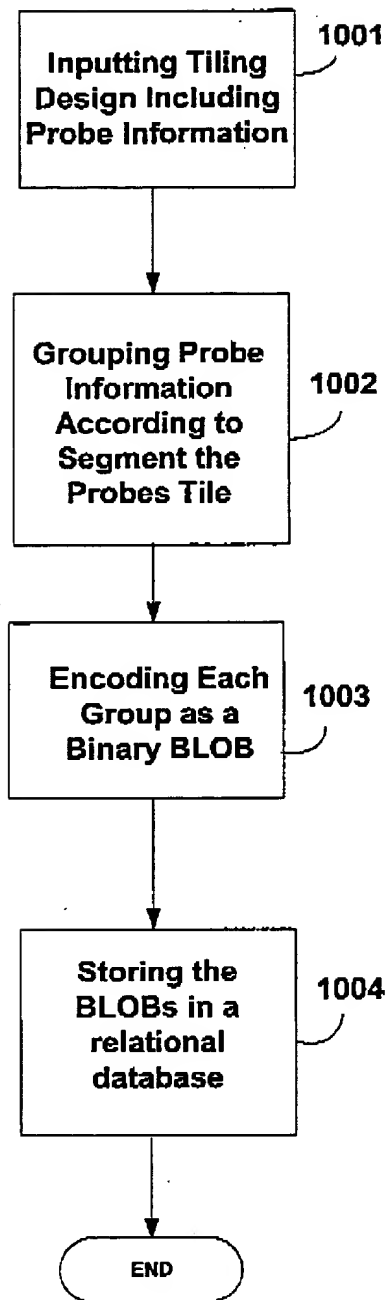 1001
Inputting Tiling
Design Including
Probe Information
Grouping Probe
Information
According to
Segment the
Probes Tile
1002
Encoding Each
Group as a
Binary BLOB
1003
Storing the
BLOBs in a
relational
database
1004
END